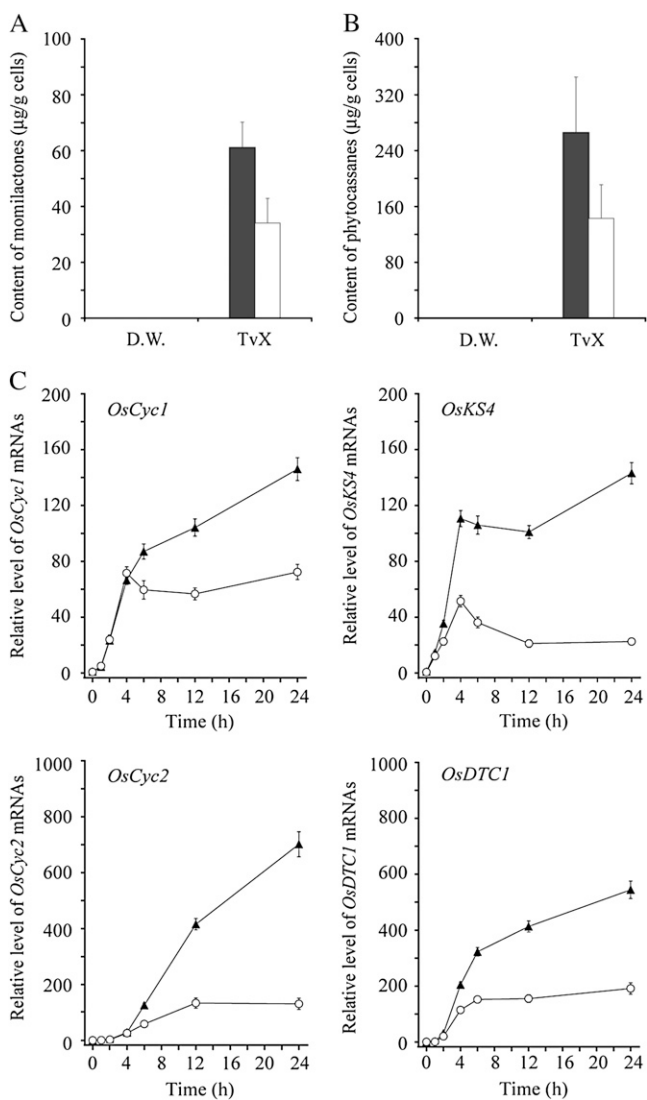 A
Content of momilactones (μg/g cells)
100
80
60
40
20
0
D.W.
TvX
B
Content of phytocassanes (μg/g cells)
400
360
260
160
80
0
D.W.
TvX
C
OsCyc1
Relative level of OsCyc1 mRNAs
200
160
120
80
40
0
0 4 8 12 16 20 24
Time (h)
OsKS4
Relative level of OsKS4 mRNAs
200
160
120
80
40
0
0 4 8 12 16 20 24
Time (h)
OsCyc2
Relative level of OsCyc2 mRNAs
1000
800
600
400
200
0
0 4 8 12 16 20 24
Time (h)
OsDTC1
Relative level of OsDTC1 mRNAs
1000
800
600
400
200
0
0 4 8 12 16 20 24
Time (h)